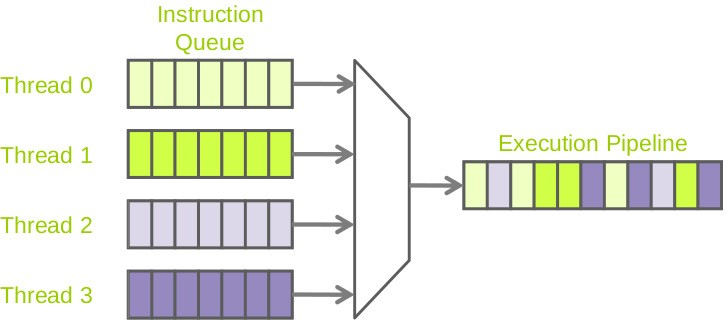 Instruction
Queue
Thread 0
Thread 1
Execution Pipeline
Thread 2
Thread 3